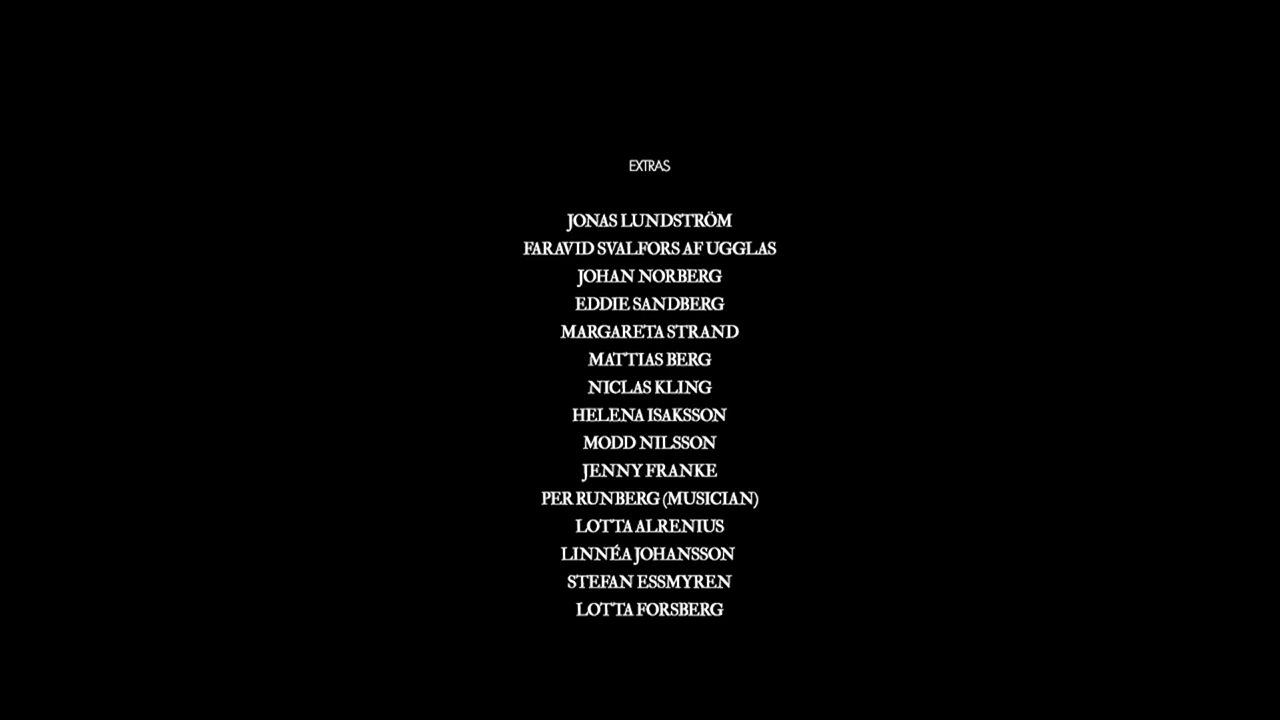 EXTRAS
JONAS LUNDSTRÖM
FARAVID SVALFORS AF UGGLAS
JOHAN NORBERG
EDDIE SANDBERG
MARGARETA STRAND
MATTIAS BERG
NICLAS KLING
HELENA ISAKSSON
MODD NILSSON
JENNY FRANKE
PER RUNBERG (MUSICIAN)
LOTTA ALRENIUS
LINNÉA JOHANSSON
STEFAN ESSMYREN
LOTTA FORSBERG